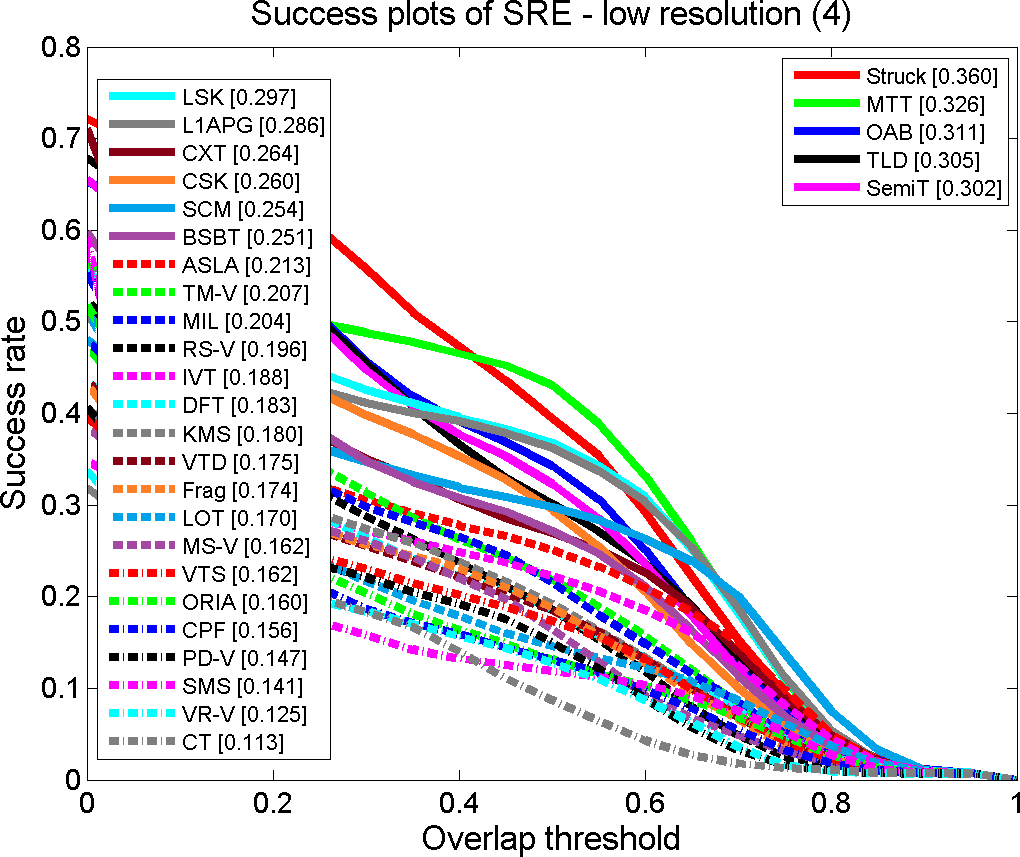 Success plots of SRE - low resolution (4)
Success rate
0.8
0.7
0.6
0.5
0.4
0.3
0.2
0.1
0
LSK [0.297]
L1APG [0.286]
CXT [0.264]
CSK [0.260]
SCM [0.254]
BSBT [0.251]
ASLA [0.213]
TM-V [0.207]
MIL [0.204]
RS-V [0.196]
IVT [0.188]
DFT [0.183]
KMS [0.180]
VTD [0.175]
Frag [0.174]
LOT [0.170]
MS-V [0.162]
VTS [0.162]
ORIA [0.160]
CPF [0.156]
PD-V [0.147]
SMS [0.141]
VR-V [0.125]
CT [0.113]
Struck [0.360]
MTT [0.326]
OAB [0.311]
TLD [0.305]
SemiT [0.302]
0 0.2 0.4 0.6 0.8 1
Overlap threshold